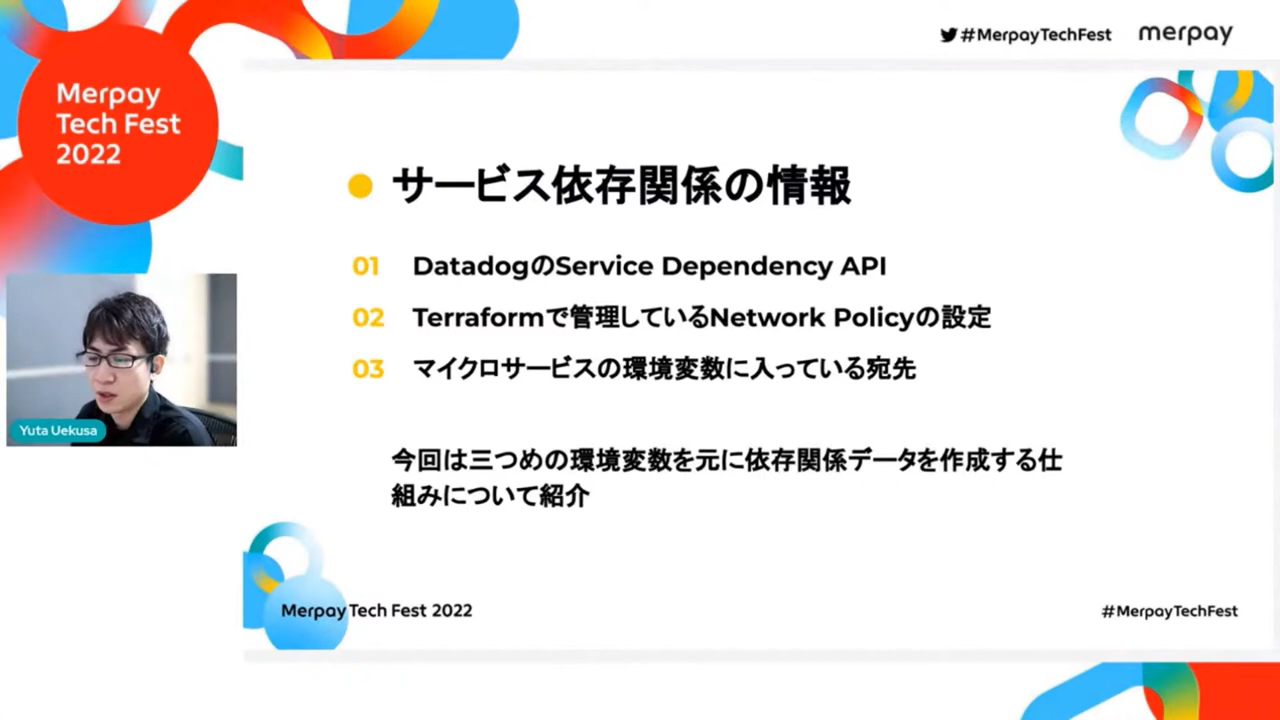 #MerpayTechFest
merpay
Merpay
Tech Fest
2022
サービス依存関係の情報
01 DatadogのService Dependency API
02 Terraformで管理しているNetwork Policyの設定
03 マイクロサービスの環境変数に入っている宛先
今回は三つめの環境変数を元に依存関係データを作成する仕
組みについて紹介
Yuta Uekusa
Merpay Tech Fest 2022
#MerpayTechFest